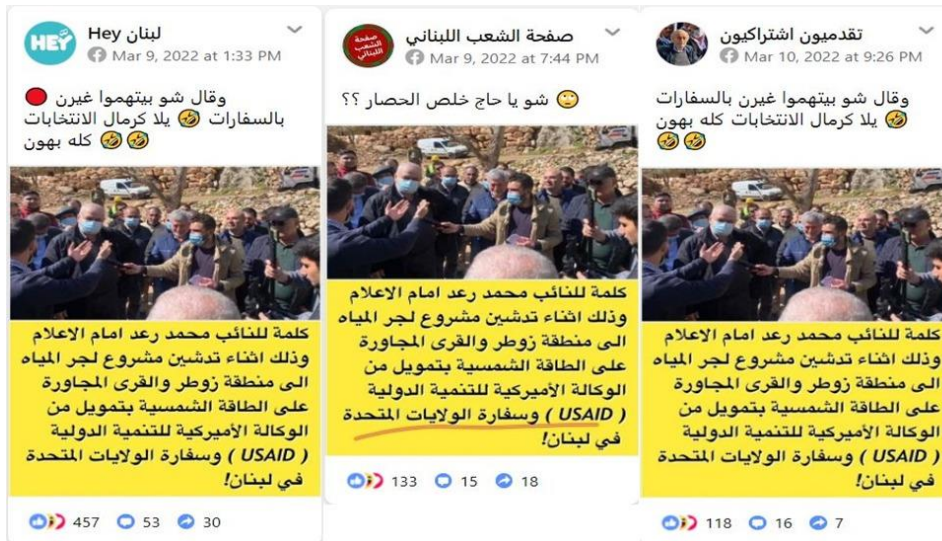 HEY
لبنان Hey
Mar 9, 2022 at 1:33 PM
وقال شو بيتهموا غيرن 🔴
بالسفارات 🤣 يلا كرمال الانتخابات
كله بهون 🤣🤣
كلمة للنائب محمد رعد امام الاعلام
وذلك اثناء تدشين مشروع لجر المياه
الى منطقة زوطر والقرى المجاورة
على الطاقة الشمسية بتمويل من
الوكالة الأميركية للتنمية الدولية
( USAID ) وسفارة الولايات المتحدة
في لبنان!
457 53 30
صفحة
الشعب
اللبناني
صفحة الشعب اللبناني
Mar 9, 2022 at 7:44 PM
🙄 شو يا حاج خلص الحصار ؟؟
كلمة للنائب محمد رعد امام الاعلام
وذلك اثناء تدشين مشروع لجر المياه
الى منطقة زوطر والقرى المجاورة
على الطاقة الشمسية بتمويل من
الوكالة الأميركية للتنمية الدولية
( USAID ) وسفارة الولايات المتحدة
في لبنان!
133 15 18
تقدميون اشتراكيون
Mar 10, 2022 at 9:26 PM
وقال شو بيتهموا غيرن بالسفارات
🤣 يلا كرمال الانتخابات كله بهون
🤣🤣
كلمة للنائب محمد رعد امام الاعلام
وذلك اثناء تدشين مشروع لجر المياه
الى منطقة زوطر والقرى المجاورة
على الطاقة الشمسية بتمويل من
الوكالة الأميركية للتنمية الدولية
( USAID ) وسفارة الولايات المتحدة
في لبنان!
118 16 7